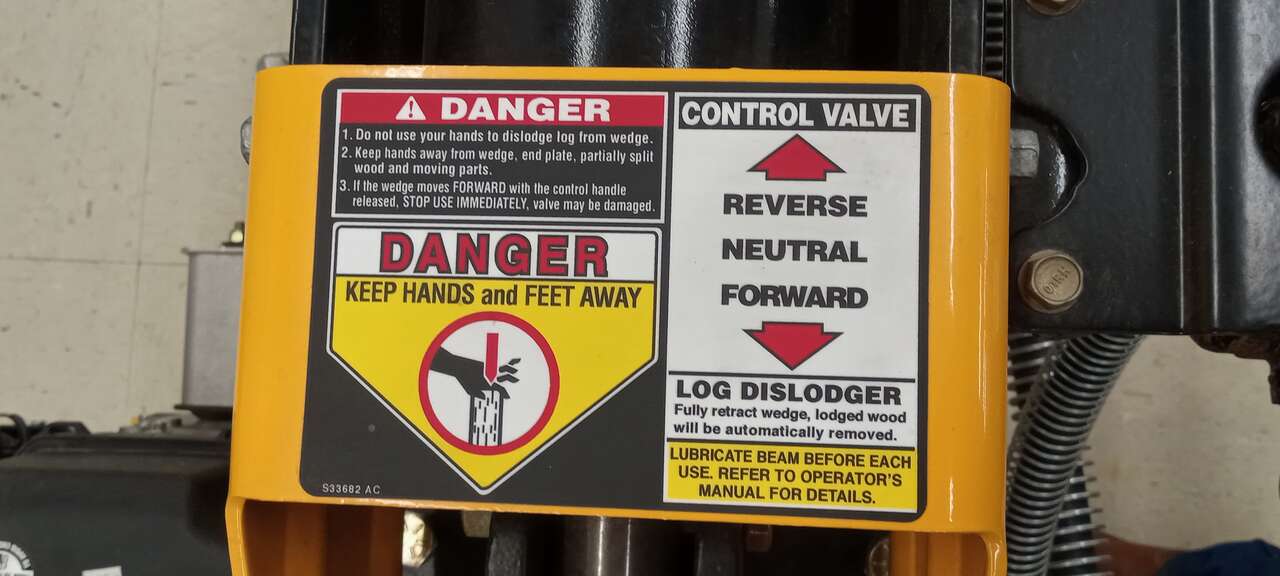 DANGER
1. Do not use your hands to dislodge log from wedge.
2. Keep hands away from wedge, end plate, partially split
wood and moving parts.
3. If the wedge moves FORWARD with the control handle
released, STOP USE IMMEDIATELY, valve may be damaged.
DANGER
KEEP HANDS and FEET AWAY
S33682 AC
CONTROL VALVE
REVERSE
NEUTRAL
FORWARD
LOG DISLODGER
Fully retract wedge, lodged wood
will be automatically removed.
LUBRICATE BEAM BEFORE EACH
USE. REFER TO OPERATOR'S
MANUAL FOR DETAILS.